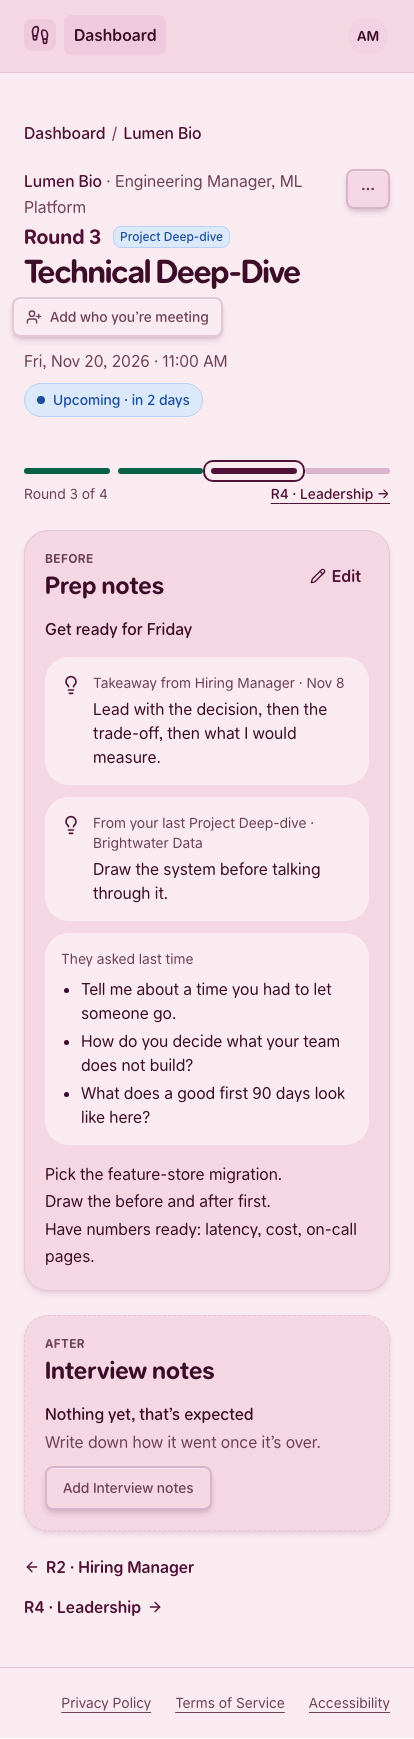 Dashboard
AM
Dashboard / Lumen Bio
Lumen Bio · Engineering Manager, ML
Platform
...
Round 3 Project Deep-dive
Technical Deep-Dive
Add who you're meeting
Fri, Nov 20, 2026 · 11:00 AM
Upcoming · in 2 days
Round 3 of 4
R4 · Leadership →
BEFORE
Prep notes
Edit
Get ready for Friday
Takeaway from Hiring Manager · Nov 8
Lead with the decision, then the
trade-off, then what I would
measure.
From your last Project Deep-dive ·
Brightwater Data
Draw the system before talking
through it.
They asked last time
• Tell me about a time you had to let
someone go.
• How do you decide what your team
does not build?
• What does a good first 90 days look
like here?
Pick the feature-store migration.
Draw the before and after first.
Have numbers ready: latency, cost, on-call
pages.
AFTER
Interview notes
Nothing yet, that's expected
Write down how it went once it's over.
Add Interview notes
← R2 · Hiring Manager
R4 · Leadership →
Privacy Policy
Terms of Service
Accessibility